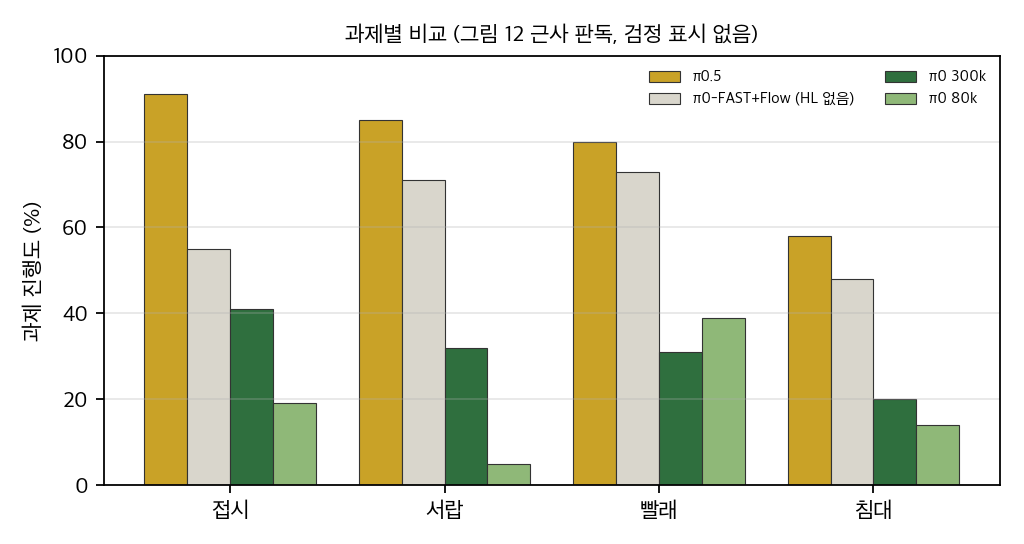 과제별 비교 (그림 12 근사 판독, 검정 표시 없음)
π0.5
π0-FAST+Flow (HL 없음)
π0 300k
π0 80k
과제 진행도 (%)
100
80
60
40
20
0
접시
서랍
빨래
침대